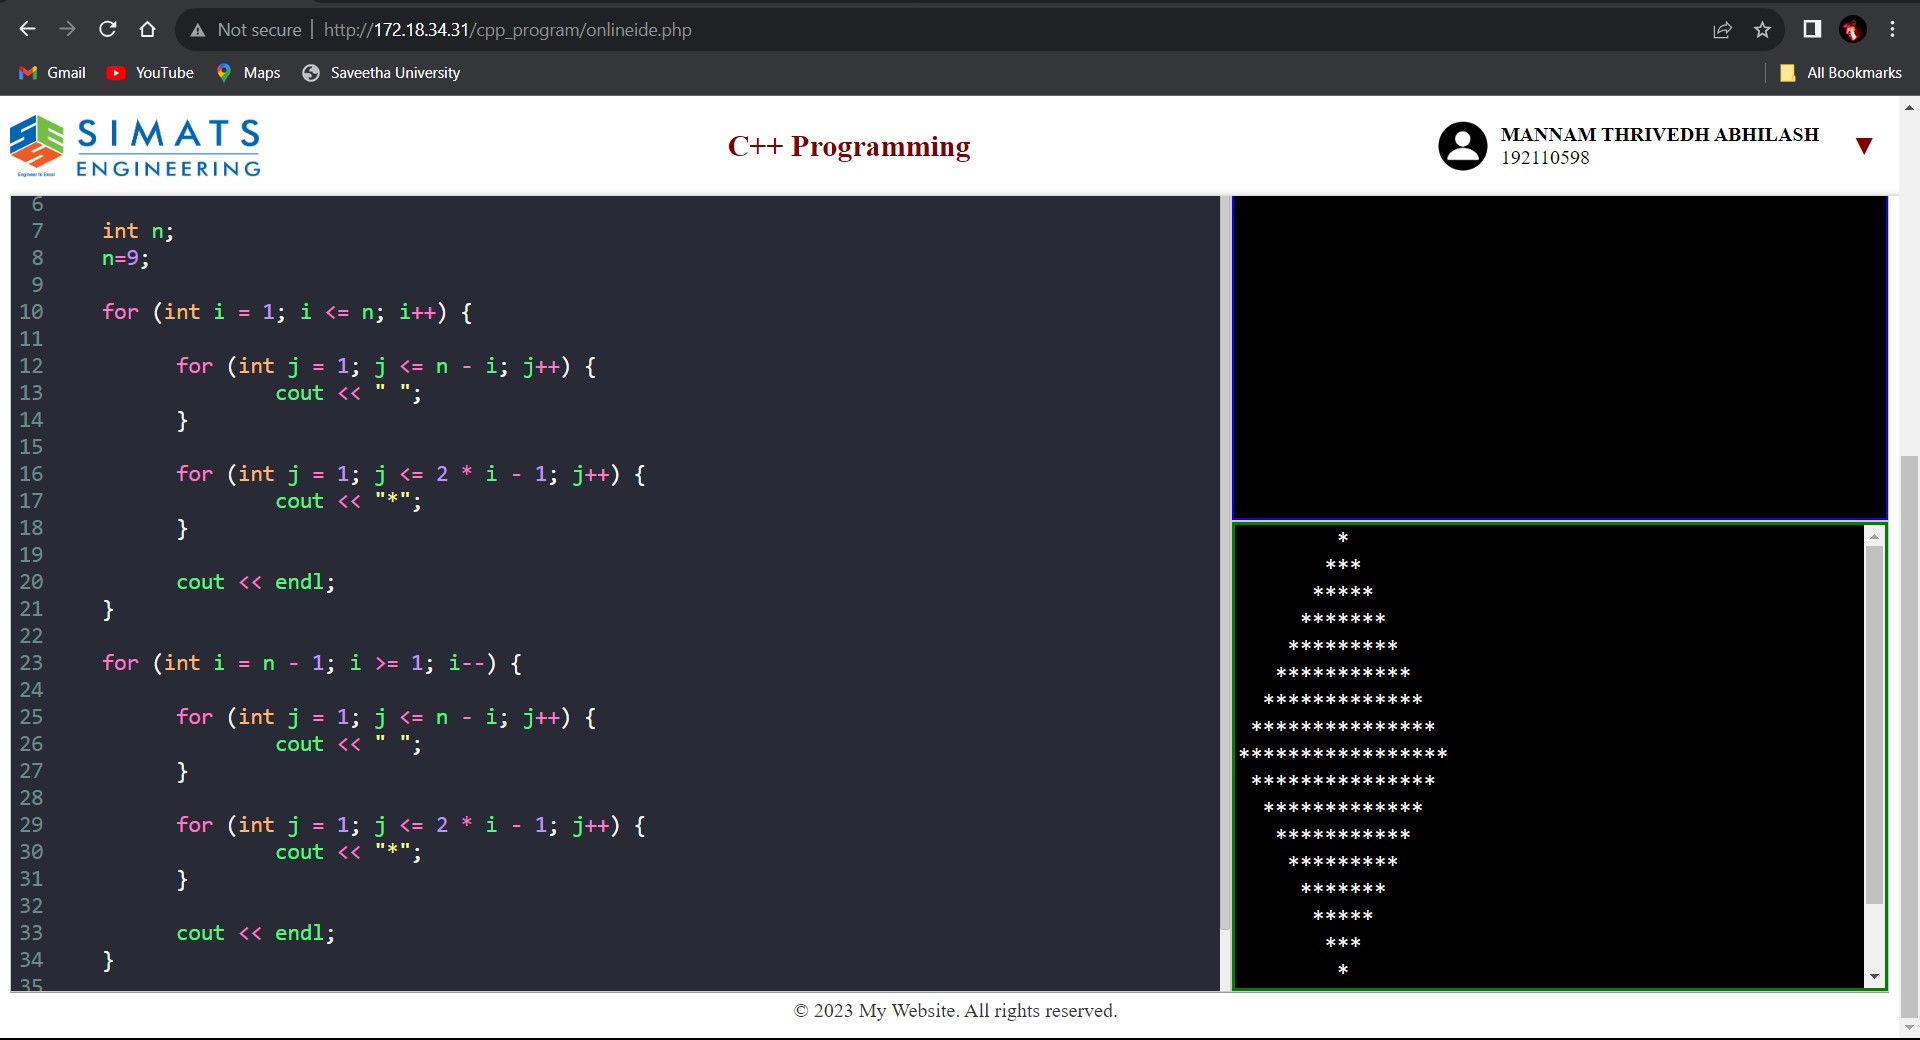 Not secure | http://172.18.34.31/cpp_program/onlineide.php
Gmail YouTube Maps Saveetha University All Bookmarks
SIMATS
ENGINEERING
Engineer to Excel
C++ Programming
MANNAM THRIVEDH ABHILASH
192110598
6
7 int n;
8 n=9;
9
10 for (int i = 1; i <= n; i++) {
11
12 for (int j = 1; j <= n - i; j++) {
13 cout << " ";
14 }
15
16 for (int j = 1; j <= 2 * i - 1; j++) {
17 cout << "*";
18 }
19
20 cout << endl;
21 }
22
23 for (int i = n - 1; i >= 1; i--) {
24
25 for (int j = 1; j <= n - i; j++) {
26 cout << " ";
27 }
28
29 for (int j = 1; j <= 2 * i - 1; j++) {
30 cout << "*";
31 }
32
33 cout << endl;
34 }
35
        *
       ***
      *****
     *******
    *********
   ***********
  *************
 ***************
*****************
 ***************
  *************
   ***********
    *********
     *******
      *****
       ***
        *
© 2023 My Website. All rights reserved.